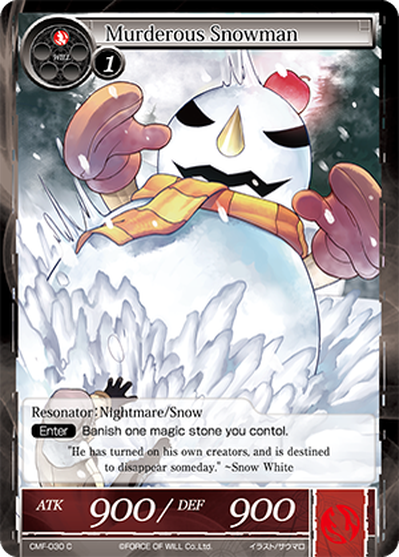 Murderous Snowman
WILL
1
Resonator: Nightmare/Snow
Enter Banish one magic stone you contol.
"He has turned on his own creators, and is destined
to disappear someday." ~Snow White
ATK 900 / DEF 900
CMF-030 C ©FORCE OF WILL Co.,Ltd. イラスト/サクマロ